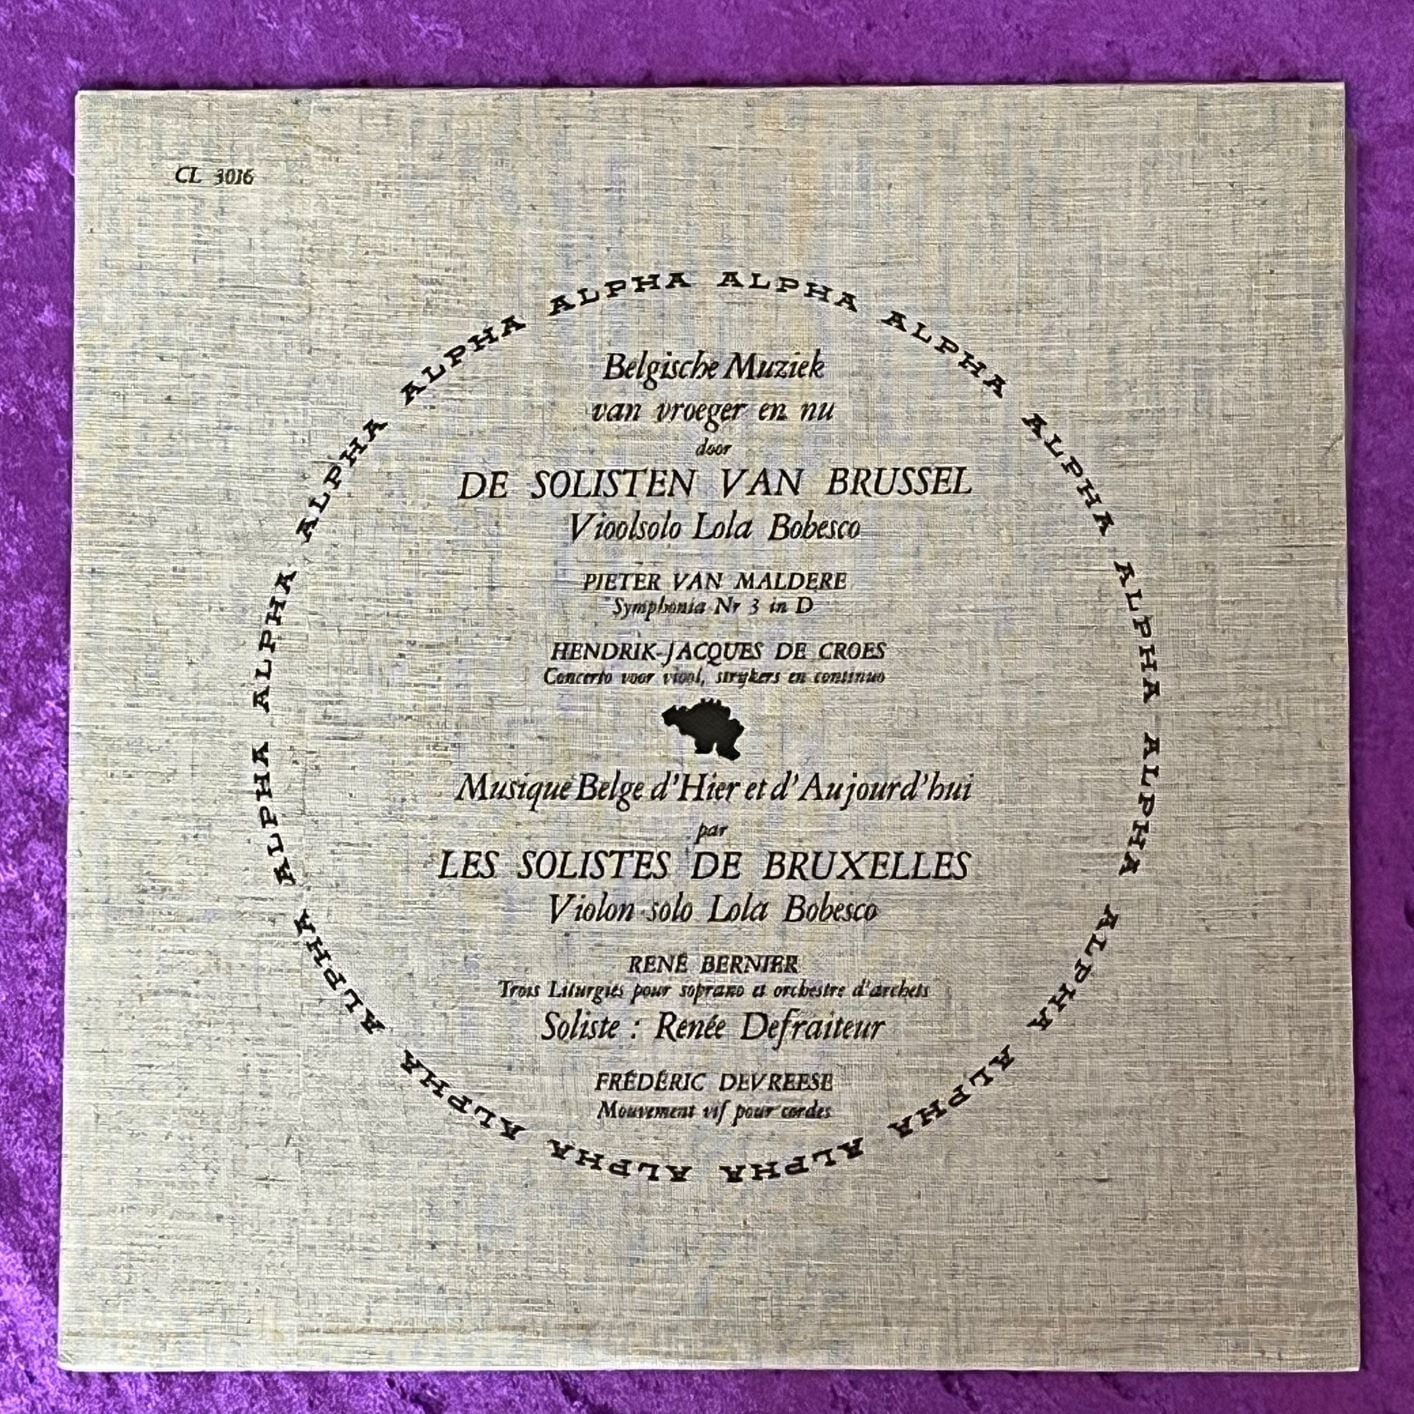 CL 3016
ALPHA ALPHA ALPHA ALPHA ALPHA ALPHA ALPHA ALPHA ALPHA ALPHA ALPHA ALPHA ALPHA ALPHA ALPHA ALPHA
Belgische Muziek
van vroeger en nu
door
DE SOLISTEN VAN BRUSSEL
Vioolsolo Lola Bobesco
PIETER VAN MALDERE
Symphonia Nr 3 in D
HENDRIK-JACQUES DE CROES
Concerto voor viool, strijkers en continuo
Musique Belge d'Hier et d'Aujourd'hui
par
LES SOLISTES DE BRUXELLES
Violon solo Lola Bobesco
RENÉ BERNIER
Trois Liturgies pour soprano et orchestre d'archets
Soliste : Renée Defraiteur
FRÉDÉRIC DEVREESE
Mouvement vif pour cordes